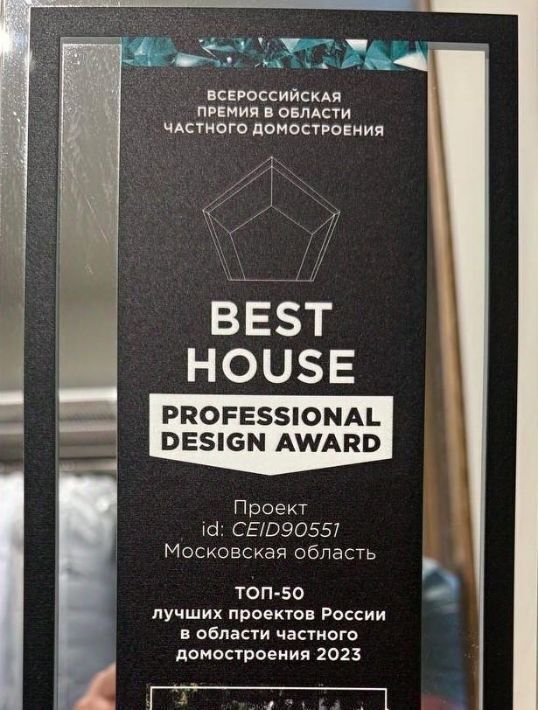 ВСЕРОССИЙСКАЯ
ПРЕМИЯ В ОБЛАСТИ
ЧАСТНОГО ДОМОСТРОЕНИЯ
BEST
HOUSE
PROFESSIONAL
DESIGN AWARD
Проект
id: CEID90551
Московская область
ТОП-50
лучших проектов России
в области частного
домостроения 2023